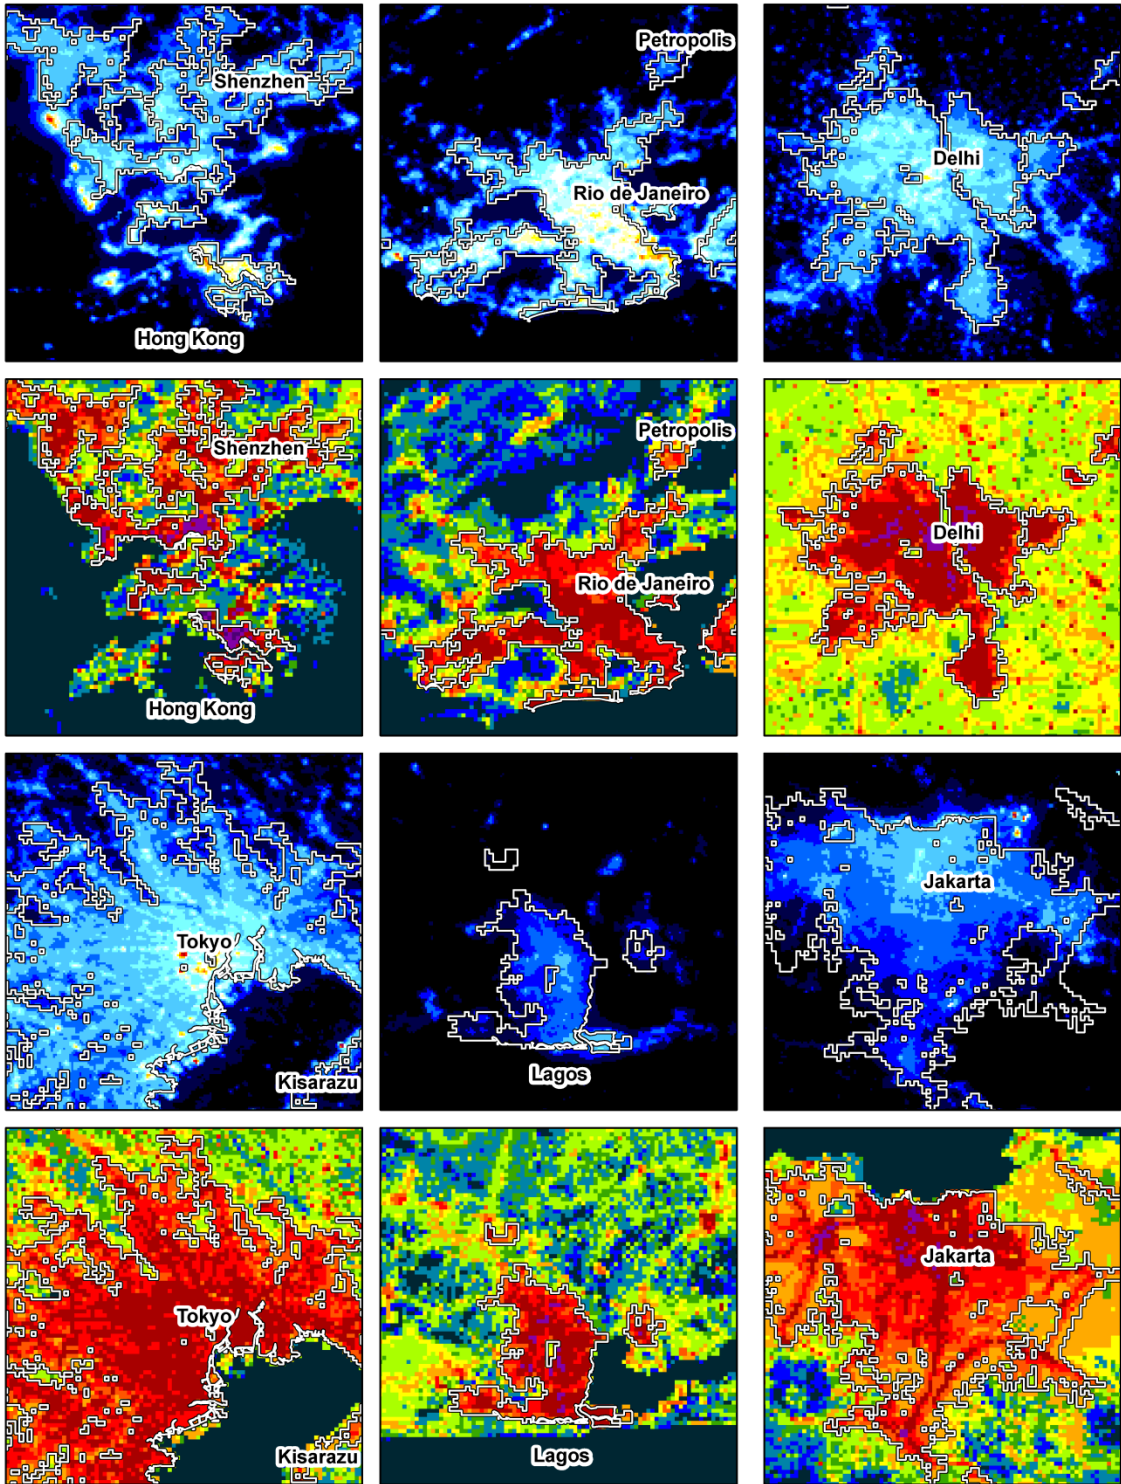 Petropolis
Shenzhen
Delhi
Rio de Janeiro
Hong Kong
Petropolis
Shenzhen
Delhi
Rio de Janeiro
Hong Kong
Jakarta
Tokyo
Lagos
Kisarazu
Jakarta
Tokyo
Lagos
Kisarazu